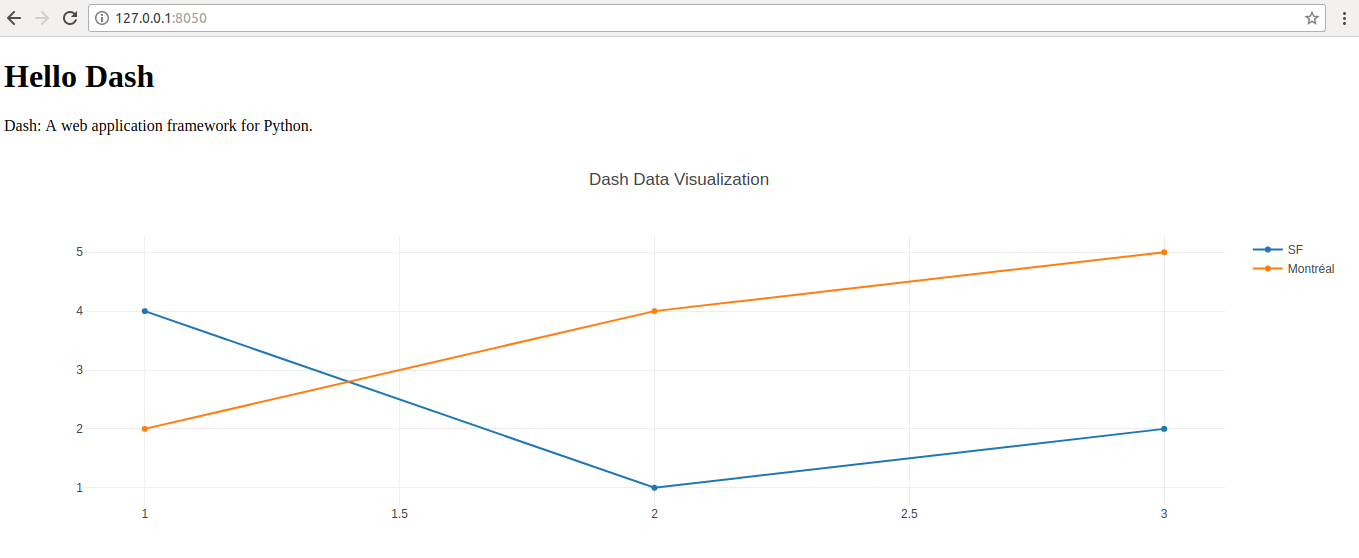 127.0.0.1:8050
Hello Dash
Dash: A web application framework for Python.
Dash Data Visualization
SF
Montréal
5
4
3
2
1
1 1.5 2 2.5 3